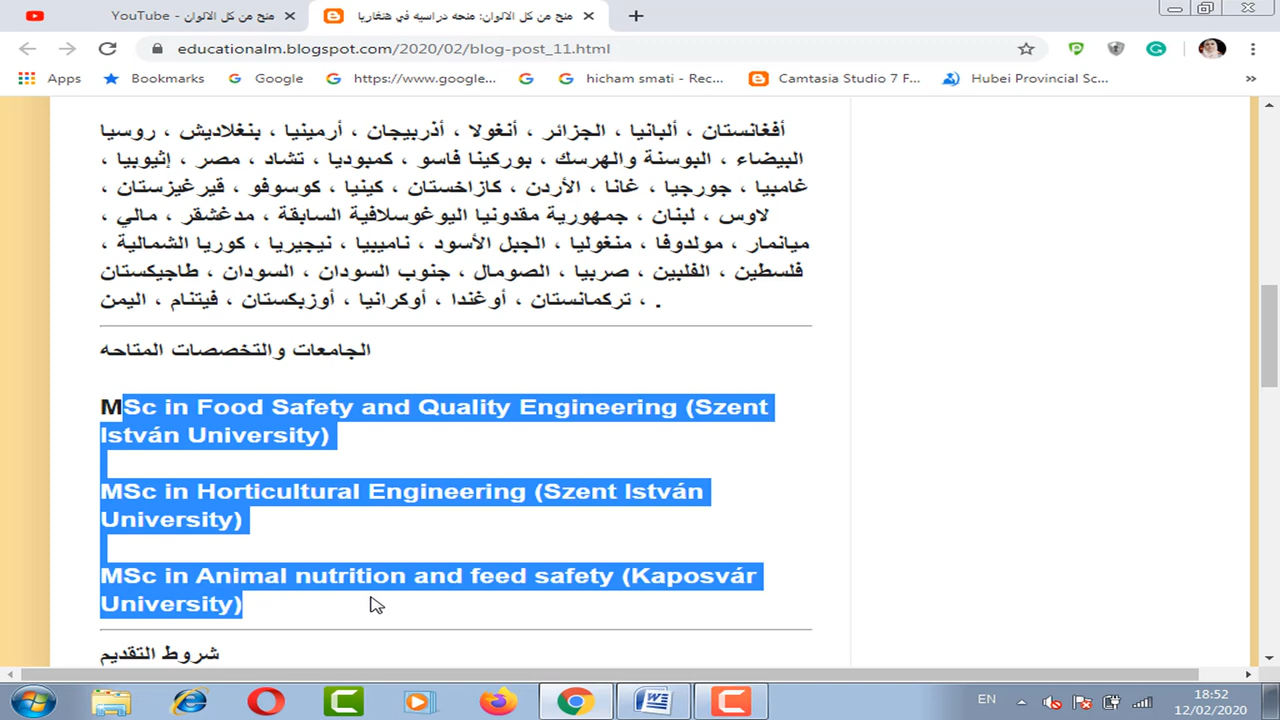 منح من كل الالوان - YouTube
منح من كل الالوان: منحه دراسيه في هنغاريا
educationalm.blogspot.com/2020/02/blog-post_11.html
Apps
Bookmarks
Google
https://www.google...
hicham smati - Rec...
Camtasia Studio 7 F...
Hubei Provincial Sc...
»
أفغانستان ، ألبانيا ، الجزائر ، أنغولا ، أذربيجان ، أرمينيا ، بنغلاديش ، روسيا
البيضاء ، البوسنة والهرسك ، بوركينا فاسو ، كمبوديا ، تشاد ، مصر ، إثيوبيا ،
غامبيا ، جورجيا ، غانا ، الأردن ، كازاخستان ، كينيا ، كوسوفو ، قيرغيزستان ،
لاوس ، لبنان ، جمهورية مقدونيا اليوغوسلافية السابقة ، مدغشقر ، مالي ،
ميانمار ، مولدوفا ، منغوليا ، الجبل الأسود ، ناميبيا ، نيجيريا ، كوريا الشمالية ،
فلسطين ، الفلبين ، صربيا ، الصومال ، جنوب السودان ، السودان ، طاجيكستان
، تركمانستان ، أوغندا ، أوكرانيا ، أوزبكستان ، فيتنام ، اليمن .
الجامعات والتخصصات المتاحه
MSc in Food Safety and Quality Engineering (Szent
István University)
MSc in Horticultural Engineering (Szent István
University)
MSc in Animal nutrition and feed safety (Kaposvár
University)
شروط التقديم
EN
18:52
12/02/2020